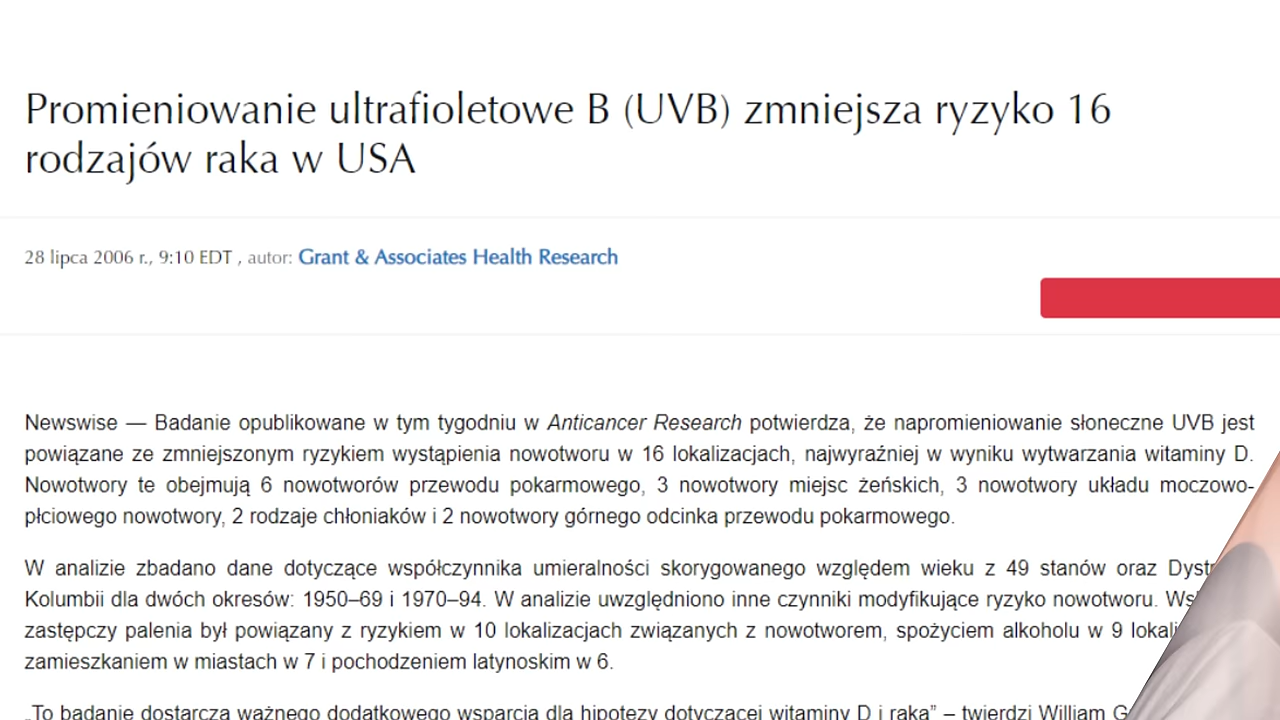 Promieniowanie ultrafioletowe B (UVB) zmniejsza ryzyko 16
rodzajów raka w USA
28 lipca 2006 r., 9:10 EDT , autor: Grant & Associates Health Research
Newswise — Badanie opublikowane w tym tygodniu w Anticancer Research potwierdza, że napromieniowanie słoneczne UVB jest
powiązane ze zmniejszonym ryzykiem wystąpienia nowotworu w 16 lokalizacjach, najwyraźniej w wyniku wytwarzania witaminy D.
Nowotwory te obejmują 6 nowotworów przewodu pokarmowego, 3 nowotwory miejsc żeńskich, 3 nowotwory układu moczowo-
płciowego nowotwory, 2 rodzaje chłoniaków i 2 nowotwory górnego odcinka przewodu pokarmowego.
W analizie zbadano dane dotyczące współczynnika umieralności skorygowanego względem wieku z 49 stanów oraz
Kolumbii dla dwóch okresów: 1950–69 i 1970–94. W analizie uwzględniono inne czynniki modyfikujące ryzyko nowotworu.
zastępczy palenia był powiązany z ryzykiem w 10 lokalizacjach związanych z nowotworem, spożyciem alkoholu w 9
zamieszkaniem w miastach w 7 i pochodzeniem latynoskim w 6.
„To badanie dostarcza ważnego dodatkowego wsparcia dla hipotezy dotyczącej witaminy D i raka” – twierdzi William